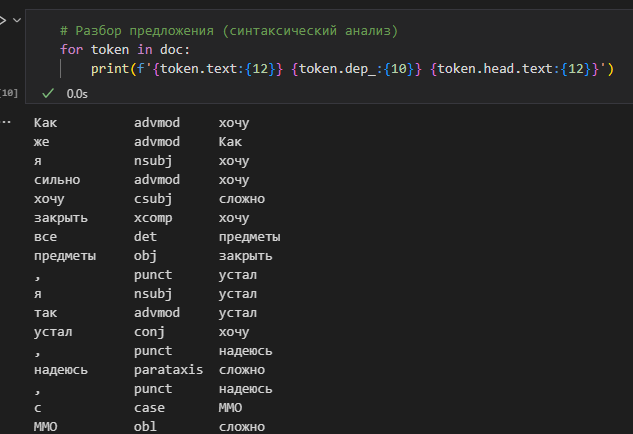 # Разбор предложения (синтаксический анализ)
for token in doc:
    print(f'{token.text:{12}} {token.dep_:{10}} {token.head.text:{12}}')
[10] 0.0s
Как advmod хочу
же advmod Как
я nsubj хочу
сильно advmod хочу
хочу csubj сложно
закрыть xcomp хочу
все det предметы
предметы obj закрыть
, punct устал
я nsubj устал
так advmod устал
устал conj хочу
, punct надеюсь
надеюсь parataxis сложно
, punct надеюсь
с case ММО
ММО obl сложно